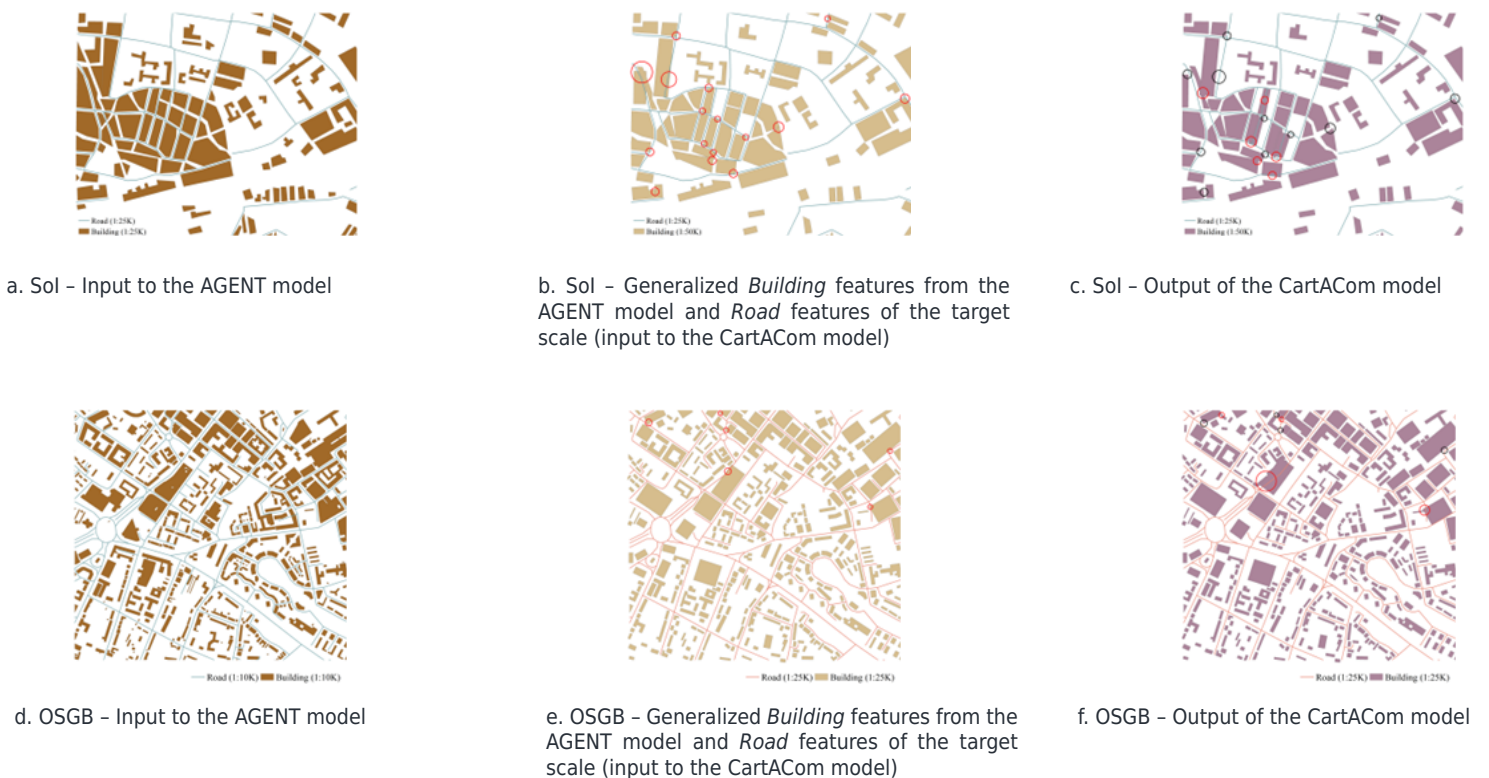 Road (1:25K)
Building (1:25K)
Road (1:25K)
Building (1:50K)
Road (1:25K)
Building (1:50K)
a. SoI – Input to the AGENT model
b. SoI – Generalized Building features from the
AGENT model and Road features of the target
scale (input to the CartACom model)
c. SoI – Output of the CartACom model
Road (1:10K) Building (1:10K)
Road (1:25K) Building (1:25K)
Road (1:25K) Building (1:25K)
d. OSGB – Input to the AGENT model
e. OSGB – Generalized Building features from the
AGENT model and Road features of the target
scale (input to the CartACom model)
f. OSGB – Output of the CartACom model